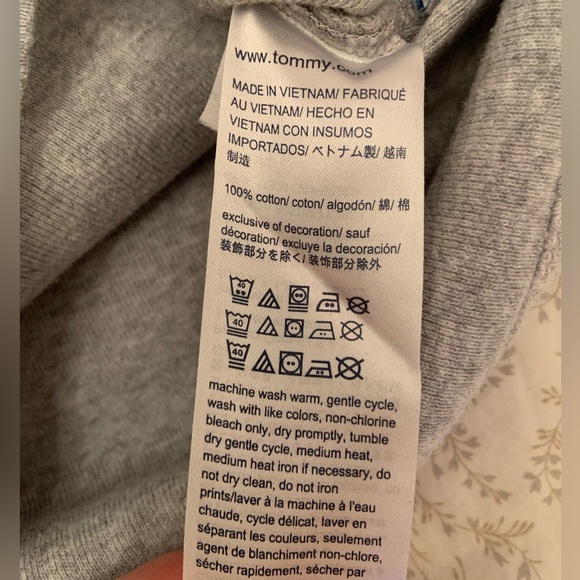 www.tommy.com
MADE IN VIETNAM/ FABRIQUÉ
AU VIETNAM/ HECHO EN
VIETNAM CON INSUMOS
IMPORTADOS/ ベトナム製/ 越南
制造
100% cotton/ coton/ algodón/ 綿/ 棉
exclusive of decoration/ sauf
décoration/ excluye la decoración/
装飾部分を除く/ 装饰部分除外
40
40
40
machine wash warm, gentle cycle,
wash with like colors, non-chlorine
bleach only, dry promptly, tumble
dry gentle cycle, medium heat,
medium heat iron if necessary, do
not dry clean, do not iron
prints/laver à la machine à l'eau
chaude, cycle délicat, laver en
séparant les couleurs, seulement
agent de blanchiment non-chlore,
sécher rapidement, sécher par